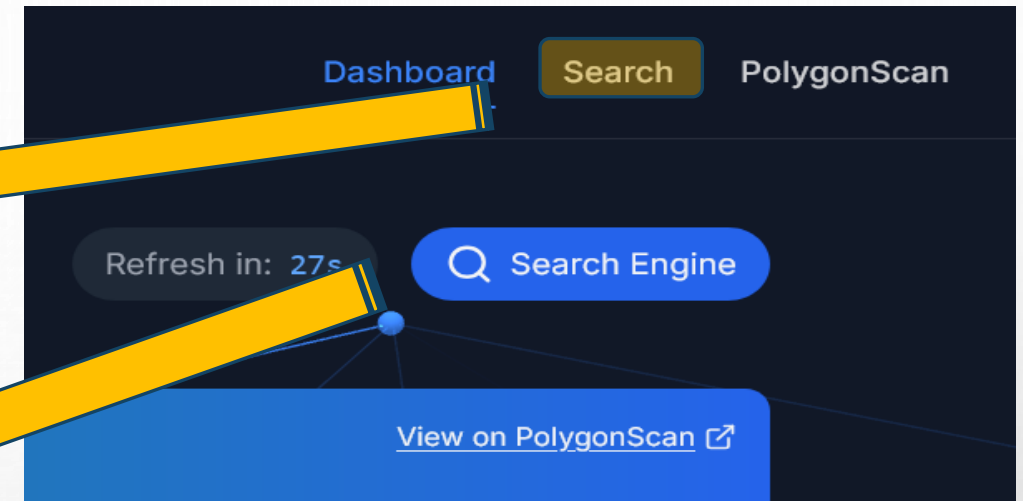 Dashboard Search PolygonScan
Refresh in: 27s Search Engine
View on PolygonScan